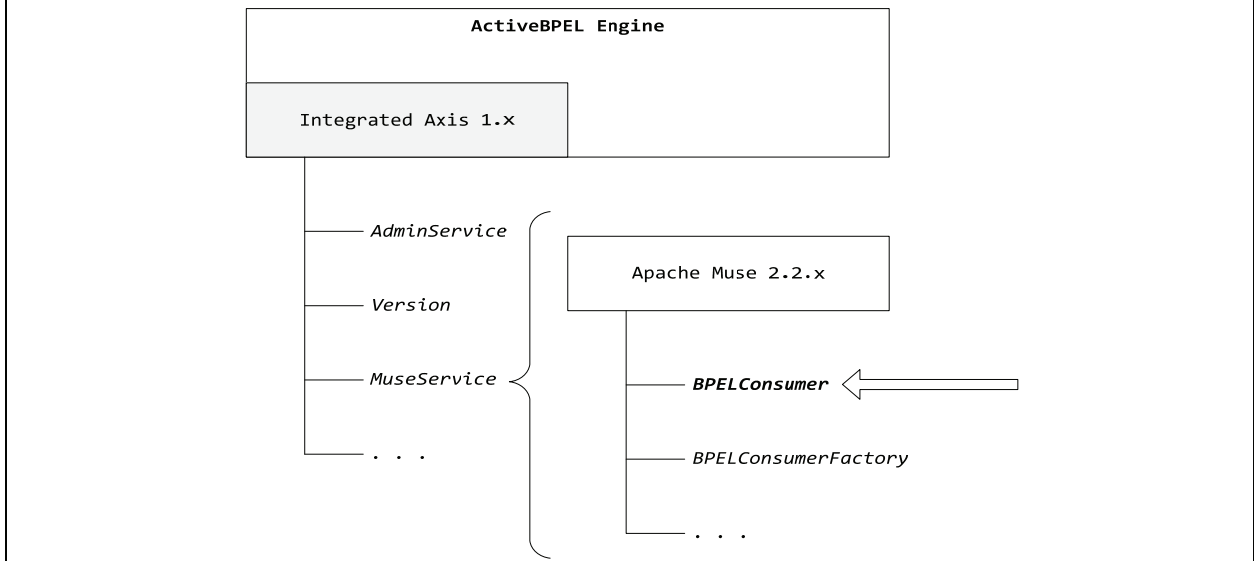 ActiveBPEL Engine
Integrated Axis 1.x
AdminService
Version
MuseService
. . .
Apache Muse 2.2.x
BPELConsumer
BPELConsumerFactory
. . .